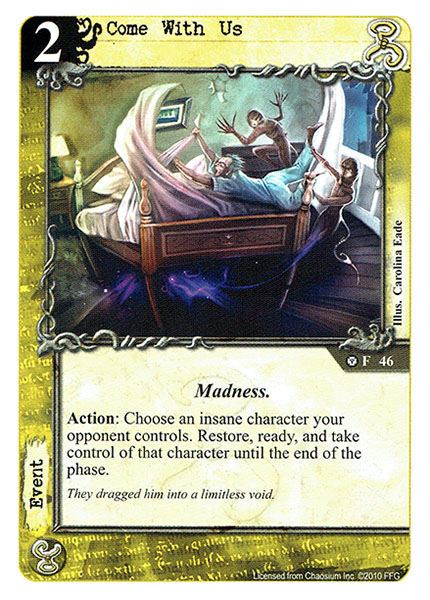 2
Come With Us
Illus. Carolina Eade
F 46
Madness.
Action: Choose an insane character your
opponent controls. Restore, ready, and take
control of that character until the end of the
phase.
They dragged him into a limitless void.
Event
Licensed from Chaosium Inc. ©2010 FFG